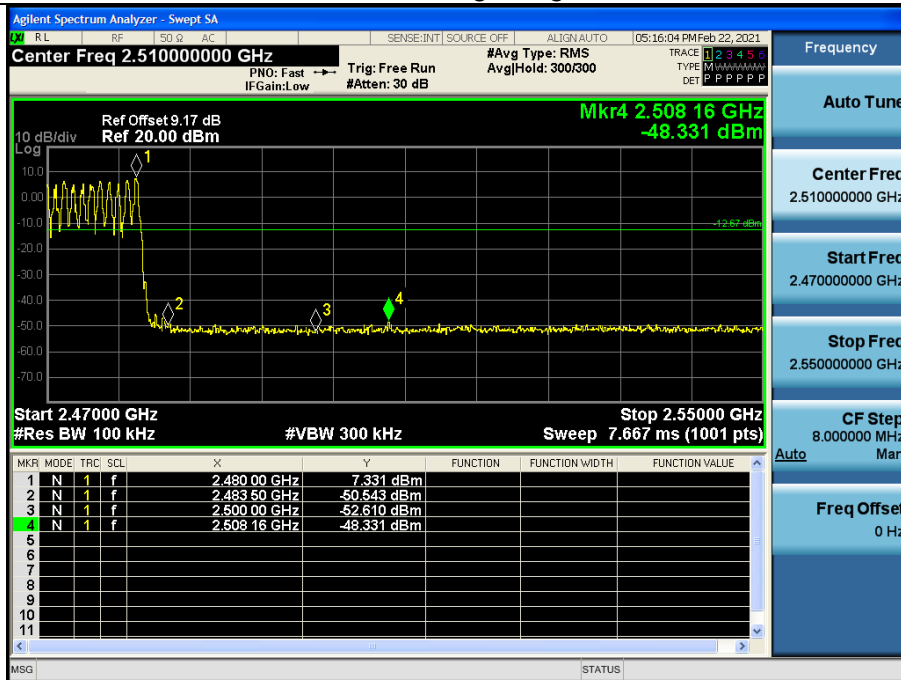 Agilent Spectrum Analyzer - Swept SA
LXI RL RF 50 Ω AC SENSE:INT SOURCE OFF ALIGN AUTO 05:16:04 PM Feb 22, 2021
Center Freq 2.510000000 GHz
PNO: Fast
IFGain:Low
Trig: Free Run
#Atten: 30 dB
#Avg Type: RMS
Avg|Hold: 300/300
TRACE 1 2 3 4 5 6
TYPE M W W W W W
DET P P P P P P
Ref Offset 9.17 dB
10 dB/div Ref 20.00 dBm
Log
Mkr4 2.508 16 GHz
-48.331 dBm
10.0
0.00
-10.0
-20.0
-30.0
-40.0
-50.0
-60.0
-70.0
1
2
3
4
-12.67 dBm
Start 2.47000 GHz Stop 2.55000 GHz
#Res BW 100 kHz #VBW 300 kHz Sweep 7.667 ms (1001 pts)
MKR MODE TRC SCL X Y FUNCTION FUNCTION WIDTH FUNCTION VALUE
1 N 1 f 2.480 00 GHz 7.331 dBm
2 N 1 f 2.483 50 GHz -50.543 dBm
3 N 1 f 2.500 00 GHz -52.610 dBm
4 N 1 f 2.508 16 GHz -48.331 dBm
5
6
7
8
9
10
11
MSG STATUS
Frequency
Auto Tune
Center Freq
2.510000000 GHz
Start Freq
2.470000000 GHz
Stop Freq
2.550000000 GHz
CF Step
8.000000 MHz
Auto Man
Freq Offset
0 Hz